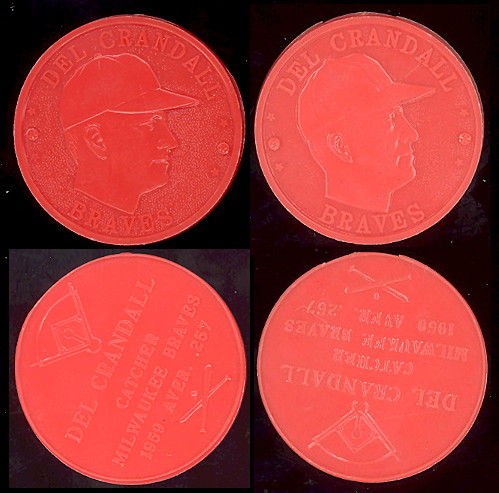 DEL CRANDALL
BRAVES
DEL CRANDALL
BRAVES
DEL CRANDALL
CATCHER
MILWAUKEE BRAVES
1959 - AVER. .257
DEL CRANDALL
CATCHER
MILWAUKEE BRAVES
1959 AVER. .257